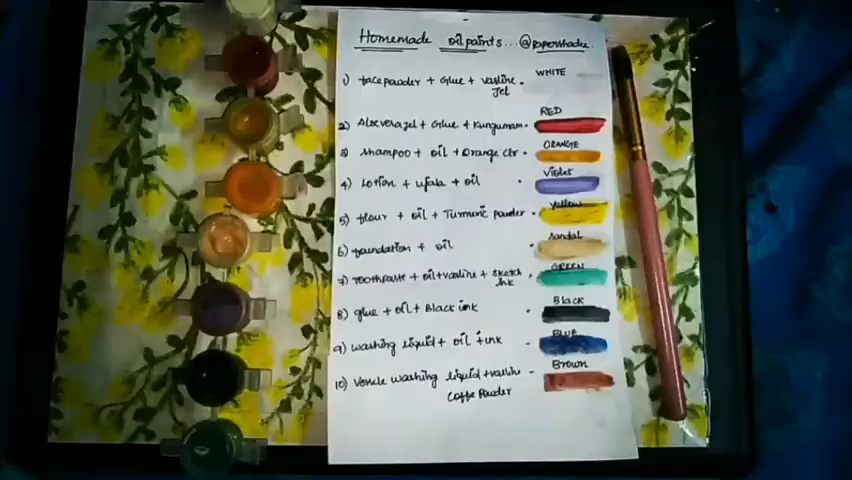 Homemade oil paints... @papershadez
1) face powder + Glue + vasline Jel - WHITE
2) Aloevera jel + Glue + Kungumam - RED
3) shampoo + oil + Orange clr - ORANGE
4) Lotion + ujala + oil - Violet
5) flour + oil + Turmeric powder - Yellow
6) foundation + oil - Sandal
7) Toothpaste + oil + vasline + Sketch ink - GREEN
8) glue + oil + Black ink - Black
9) washing liquid + oil + ink - BLUE
10) washing liquid + vasline - Brown
Coffe Powder